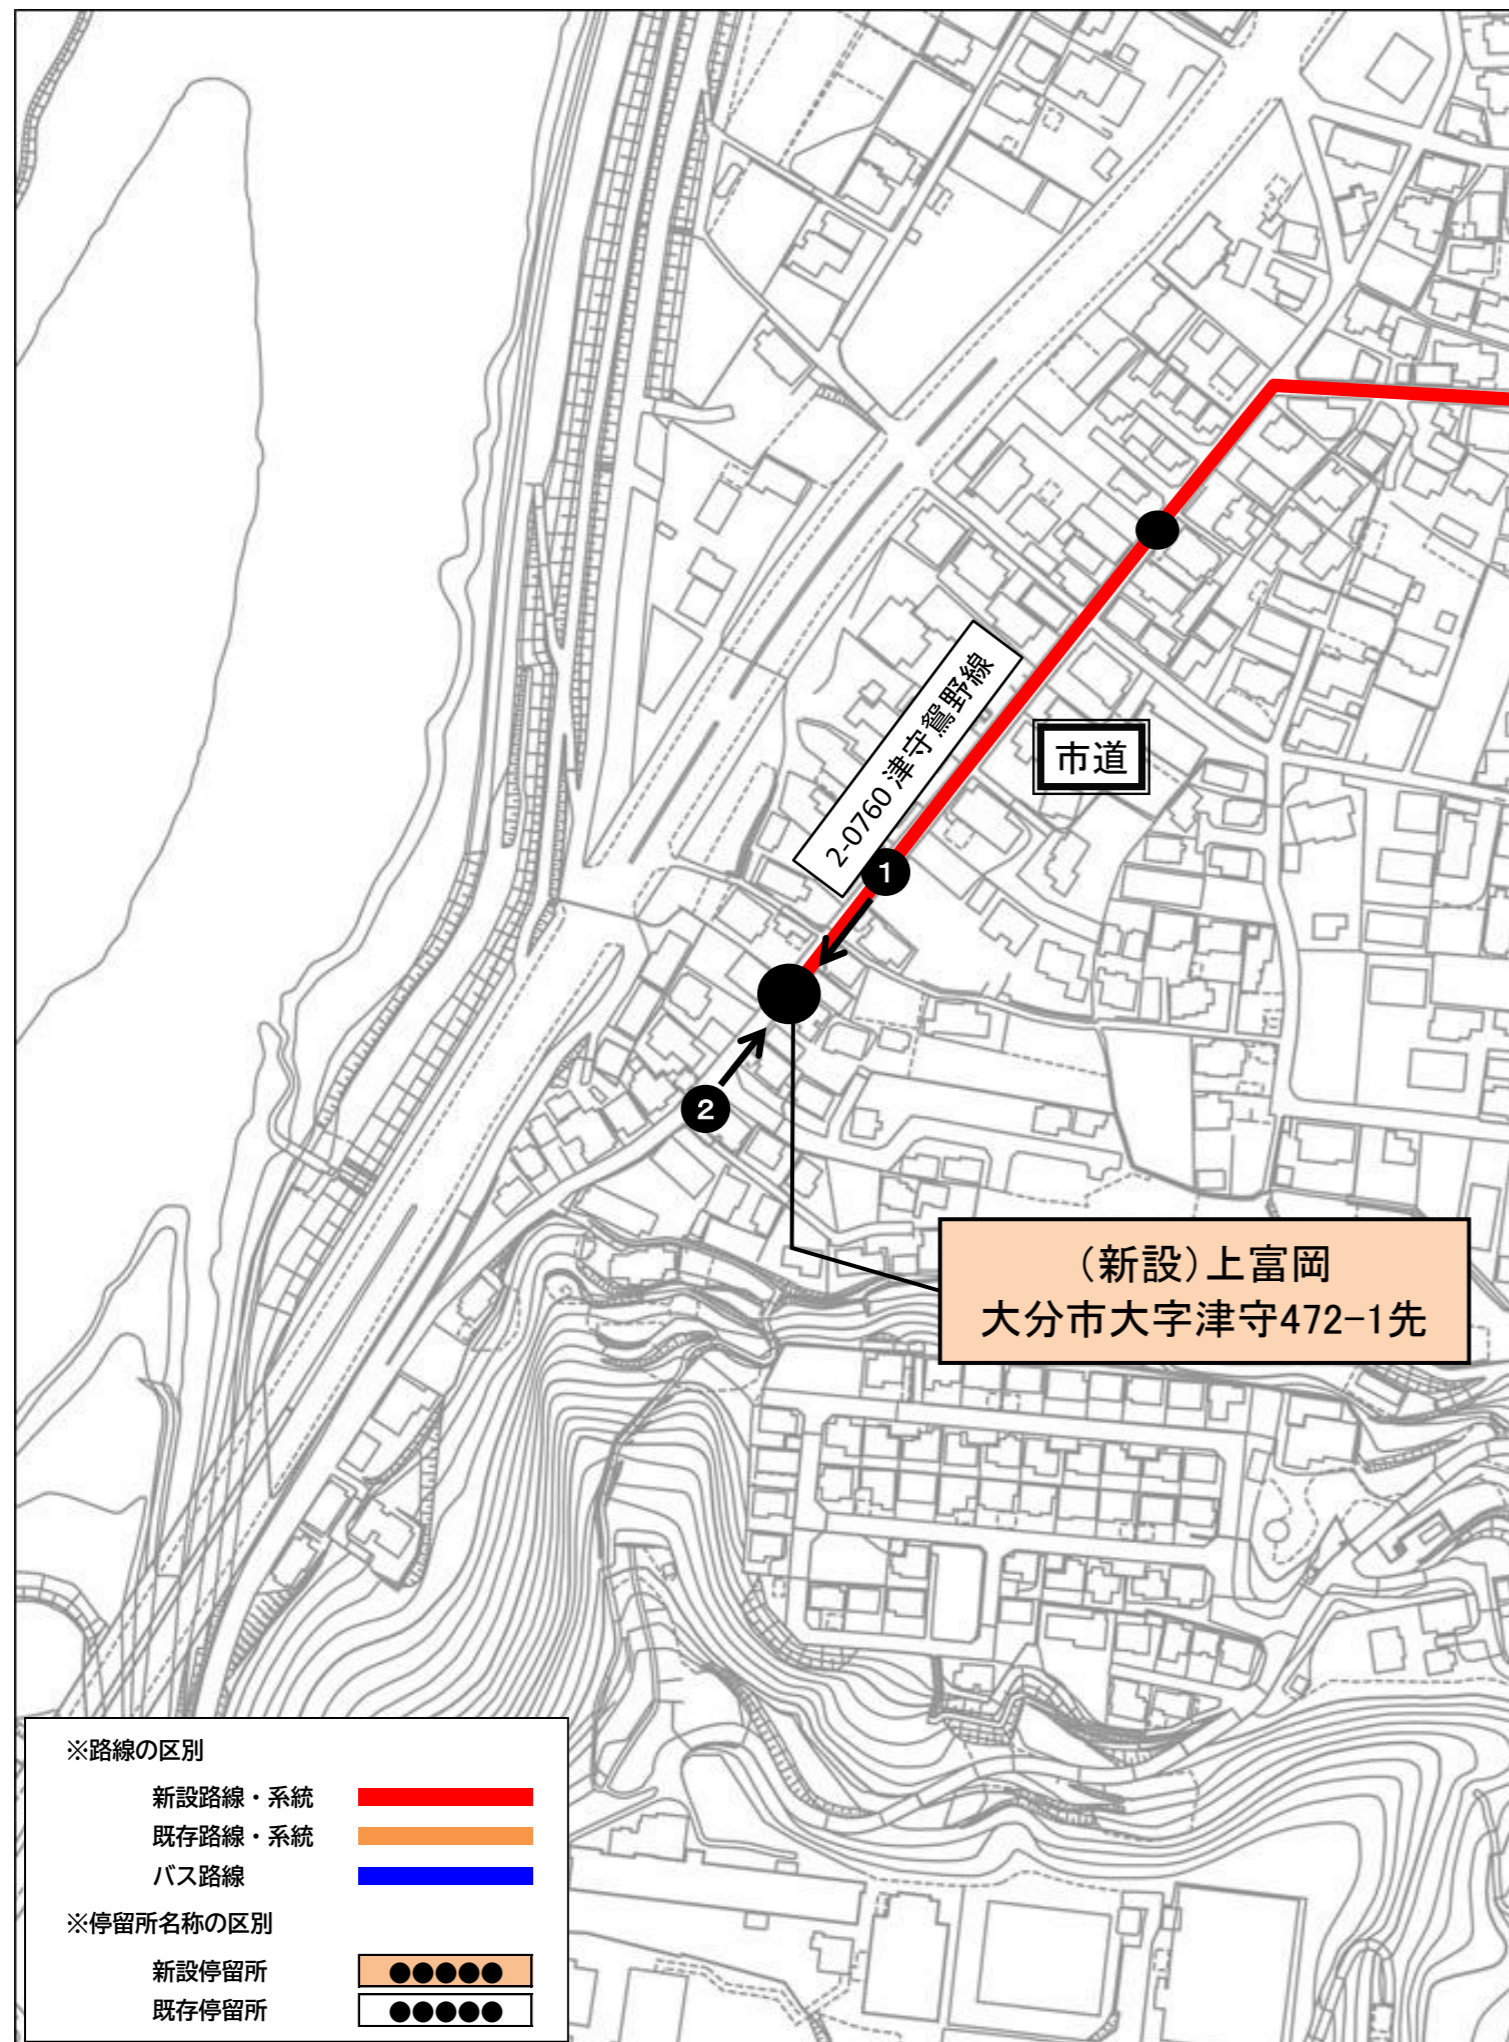 2-0760 津守鴛野線
市道
1
2
（新設）上富岡
大分市大字津守472-1先
※路線の区別
新設路線・系統
既存路線・系統
バス路線
※停留所名称の区別
新設停留所
●●●●●
既存停留所
●●●●●